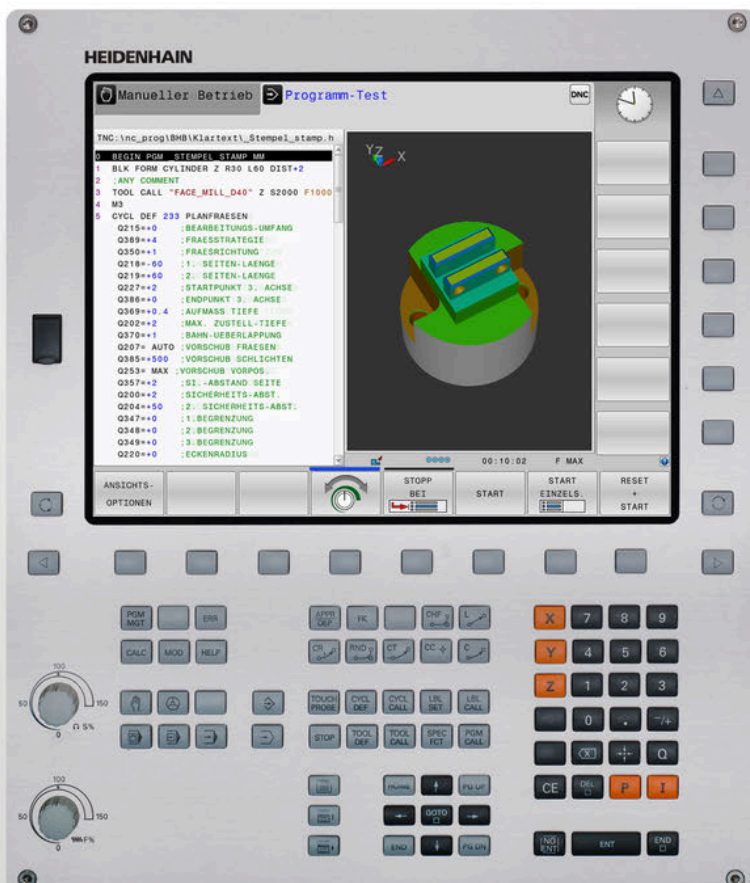 HEIDENHAIN
Manueller Betrieb
Programm-Test
DNC
TNC:\nc_prog\BHB\Klartext\_Stempel_stamp.h
0 BEGIN PGM _STEMPEL_STAMP MM
1 BLK FORM CYLINDER Z R30 L60 DIST+2
2 ;ANY COMMENT
3 TOOL CALL "FACE_MILL_D40" Z S2000 F1000
4 M3
5 CYCL DEF 233 PLANFRAESEN
Q215=+0 ;BEARBEITUNGS-UMFANG
Q389=+4 ;FRAESSTRATEGIE
Q350=+1 ;FRAESRICHTUNG
Q218=-60 ;1. SEITEN-LAENGE
Q219=+60 ;2. SEITEN-LAENGE
Q227=+2 ;STARTPUNKT 3. ACHSE
Q386=+0 ;ENDPUNKT 3. ACHSE
Q369=+0.4 ;AUFMASS TIEFE
Q202=+2 ;MAX. ZUSTELL-TIEFE
Q370=+1 ;BAHN-UEBERLAPPUNG
Q207= AUTO ;VORSCHUB FRAESEN
Q385=+500 ;VORSCHUB SCHLICHTEN
Q253= MAX ;VORSCHUB VORPOS.
Q357=+2 ;SI.-ABSTAND SEITE
Q200=+2 ;SICHERHEITS-ABST.
Q204=+50 ;2. SICHERHEITS-ABST.
Q347=+0 ;1.BEGRENZUNG
Q348=+0 ;2.BEGRENZUNG
Q349=+0 ;3.BEGRENZUNG
Q220=+0 ;ECKENRADIUS
YZ X
00:10:02 F MAX
ANSICHTS-
OPTIONEN
STOPP
BEI
START
START
EINZELS.
RESET
+
START
PGM
MGT
ERR
CALC MOD HELP
APPR
DEP
FK
CHF
L
CR RND CT CC C
TOUCH
PROBE
CYCL
DEF
CYCL
CALL
LBL
SET
LBL
CALL
STOP
TOOL
DEF
TOOL
CALL
SPEC
FCT
PGM
CALL
HOME PG UP
GOTO
END PG DN
X 7 8 9
Y 4 5 6
Z 1 2 3
0 . -/+
X Q
CE
DEL
P I
NO
ENT
ENT
END
100
50 150
0
S%
100
50 150
0
F%